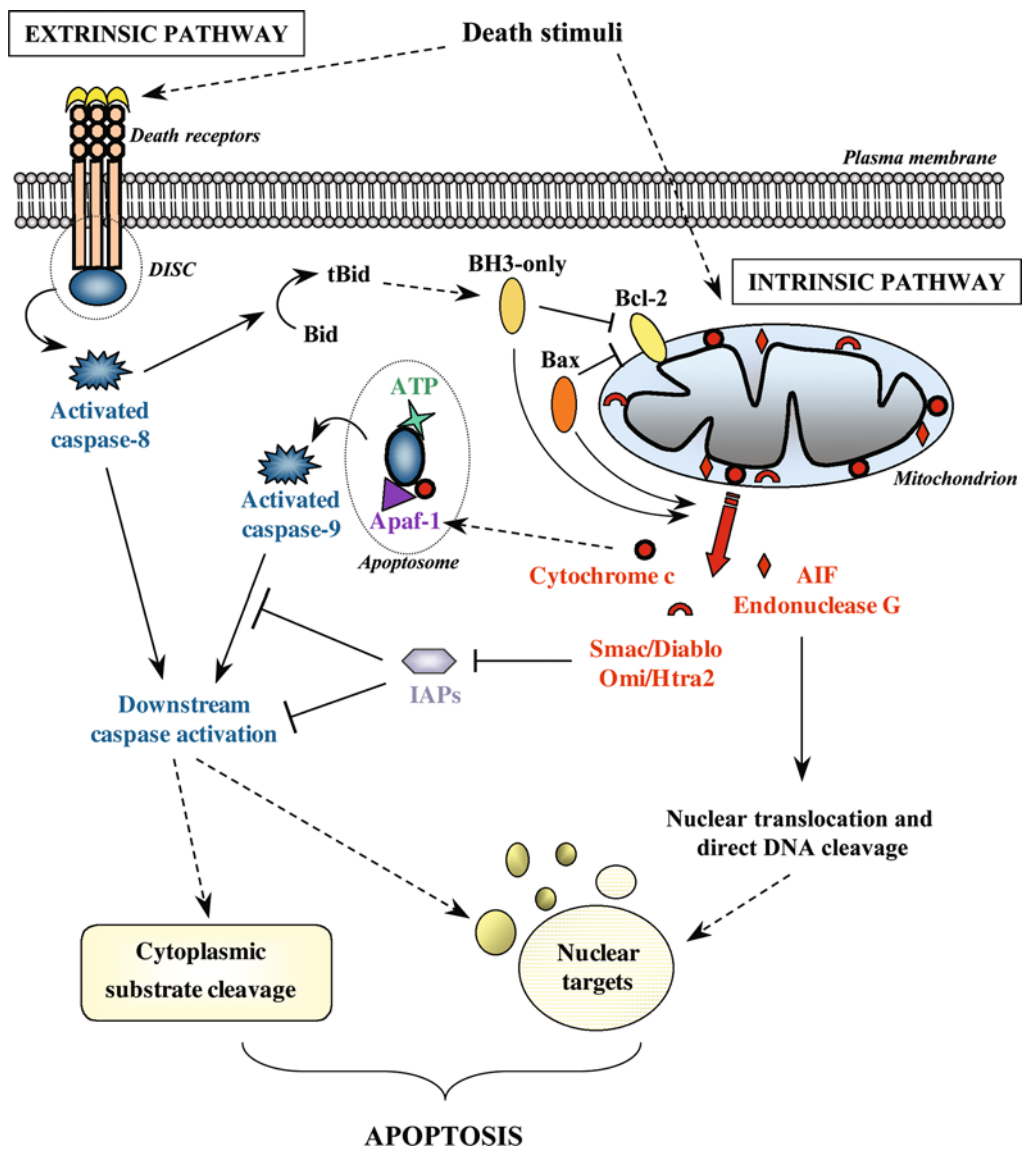 EXTRINSIC PATHWAY
Death stimuli
Death receptors
Plasma membrane
DISC
tBid
BH3-only
INTRINSIC PATHWAY
Bcl-2
Bid
Bax
ATP
Activated
caspase-8
Activated
caspase-9
Apaf-1
Apoptosome
Mitochondrion
Cytochrome c
AIF
Endonuclease G
Smac/Diablo
Omi/Htra2
IAPs
Downstream
caspase activation
Nuclear translocation and
direct DNA cleavage
Cytoplasmic
substrate cleavage
Nuclear
targets
APOPTOSIS